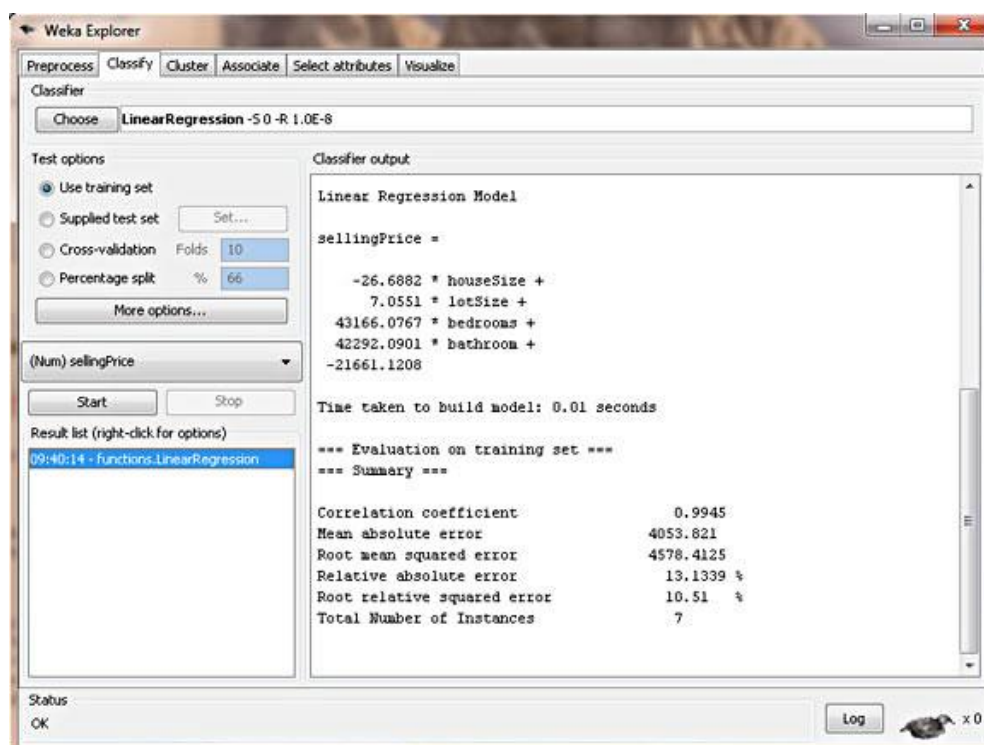 Weka Explorer
Preprocess Classify Cluster Associate Select attributes Visualize
Classifier
Choose LinearRegression -S 0 -R 1.0E-8
Test options
Use training set
Supplied test set Set...
Cross-validation Folds 10
Percentage split % 66
More options...
(Num) sellingPrice
Start Stop
Result list (right-click for options)
09:40:14 - functions.LinearRegression
Classifier output
Linear Regression Model
sellingPrice =
-26.6882 * houseSize +
7.0551 * lotSize +
43166.0767 * bedrooms +
42292.0901 * bathroom +
-21661.1208
Time taken to build model: 0.01 seconds
=== Evaluation on training set ===
=== Summary ===
Correlation coefficient 0.9945
Mean absolute error 4053.821
Root mean squared error 4578.4125
Relative absolute error 13.1339 %
Root relative squared error 10.51 %
Total Number of Instances 7
Status
OK
Log
x 0